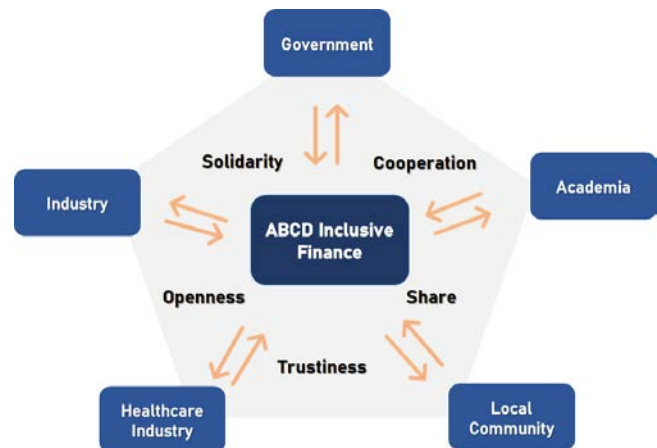 Government
Solidarity
Cooperation
Industry
Academia
ABCD Inclusive
Finance
Openness
Share
Trustiness
Healthcare
Industry
Local
Community